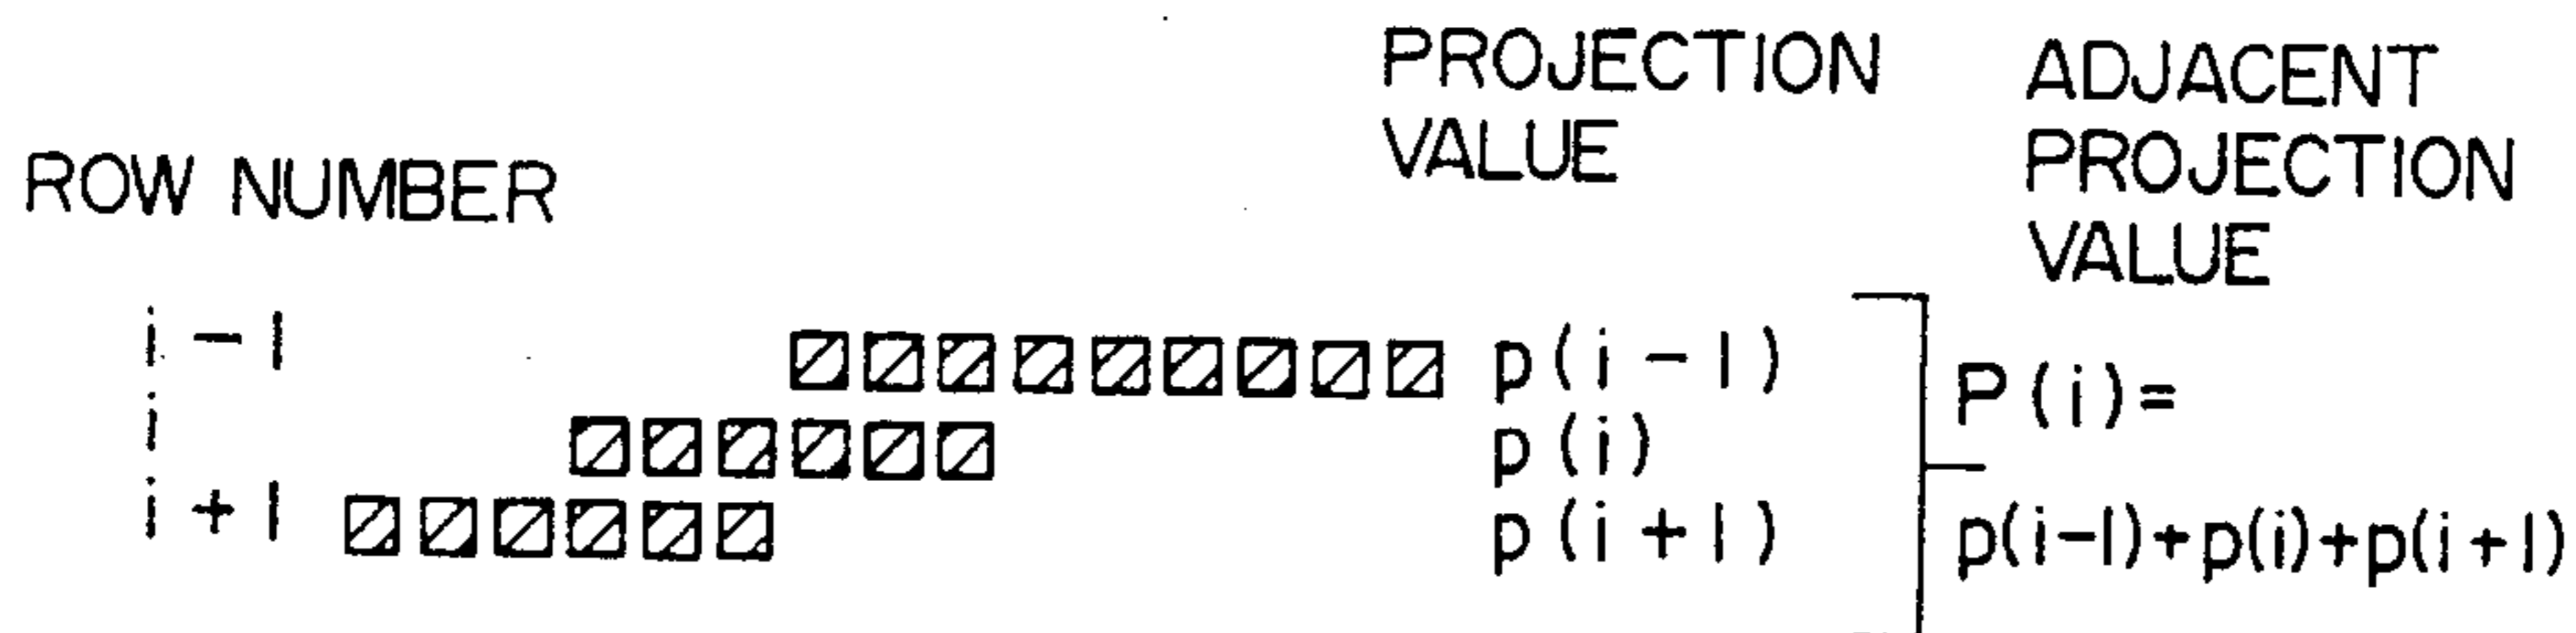 PROJECTION
VALUE
ADJACENT
PROJECTION
VALUE
ROW NUMBER
i - 1
p(i - 1)
i
p(i)
i + 1
p(i + 1)
P(i)=
p(i-1)+p(i)+p(i+1)